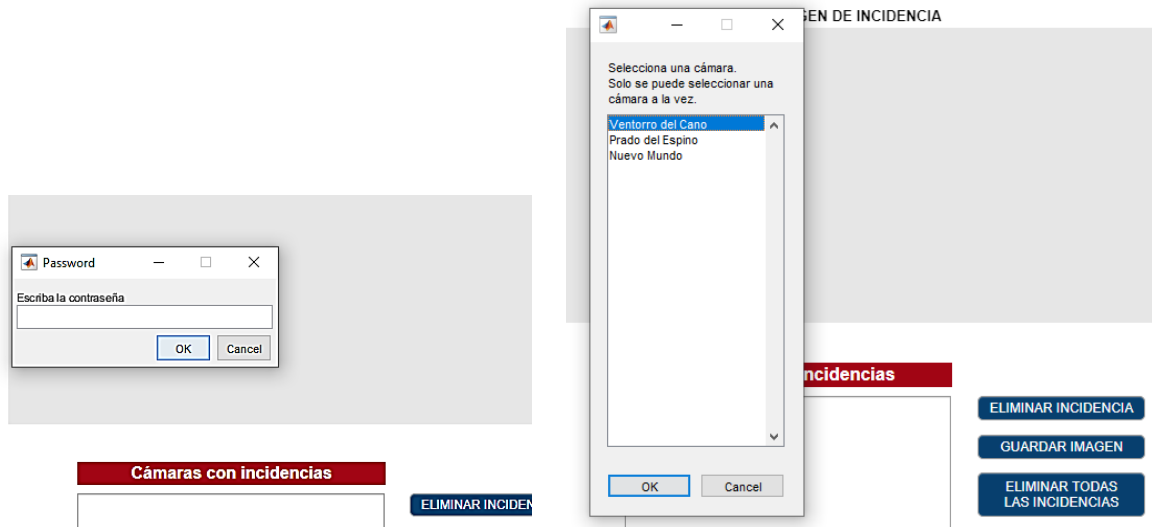 Password
Escriba la contraseña
OK
Cancel
Cámaras con incidencias
ELIMINAR INCIDEN
GEN DE INCIDENCIA
Selecciona una cámara.
Solo se puede seleccionar una
cámara a la vez.
Ventorro del Cano
Prado del Espino
Nuevo Mundo
OK
Cancel
ncidencias
ELIMINAR INCIDENCIA
GUARDAR IMAGEN
ELIMINAR TODAS
LAS INCIDENCIAS